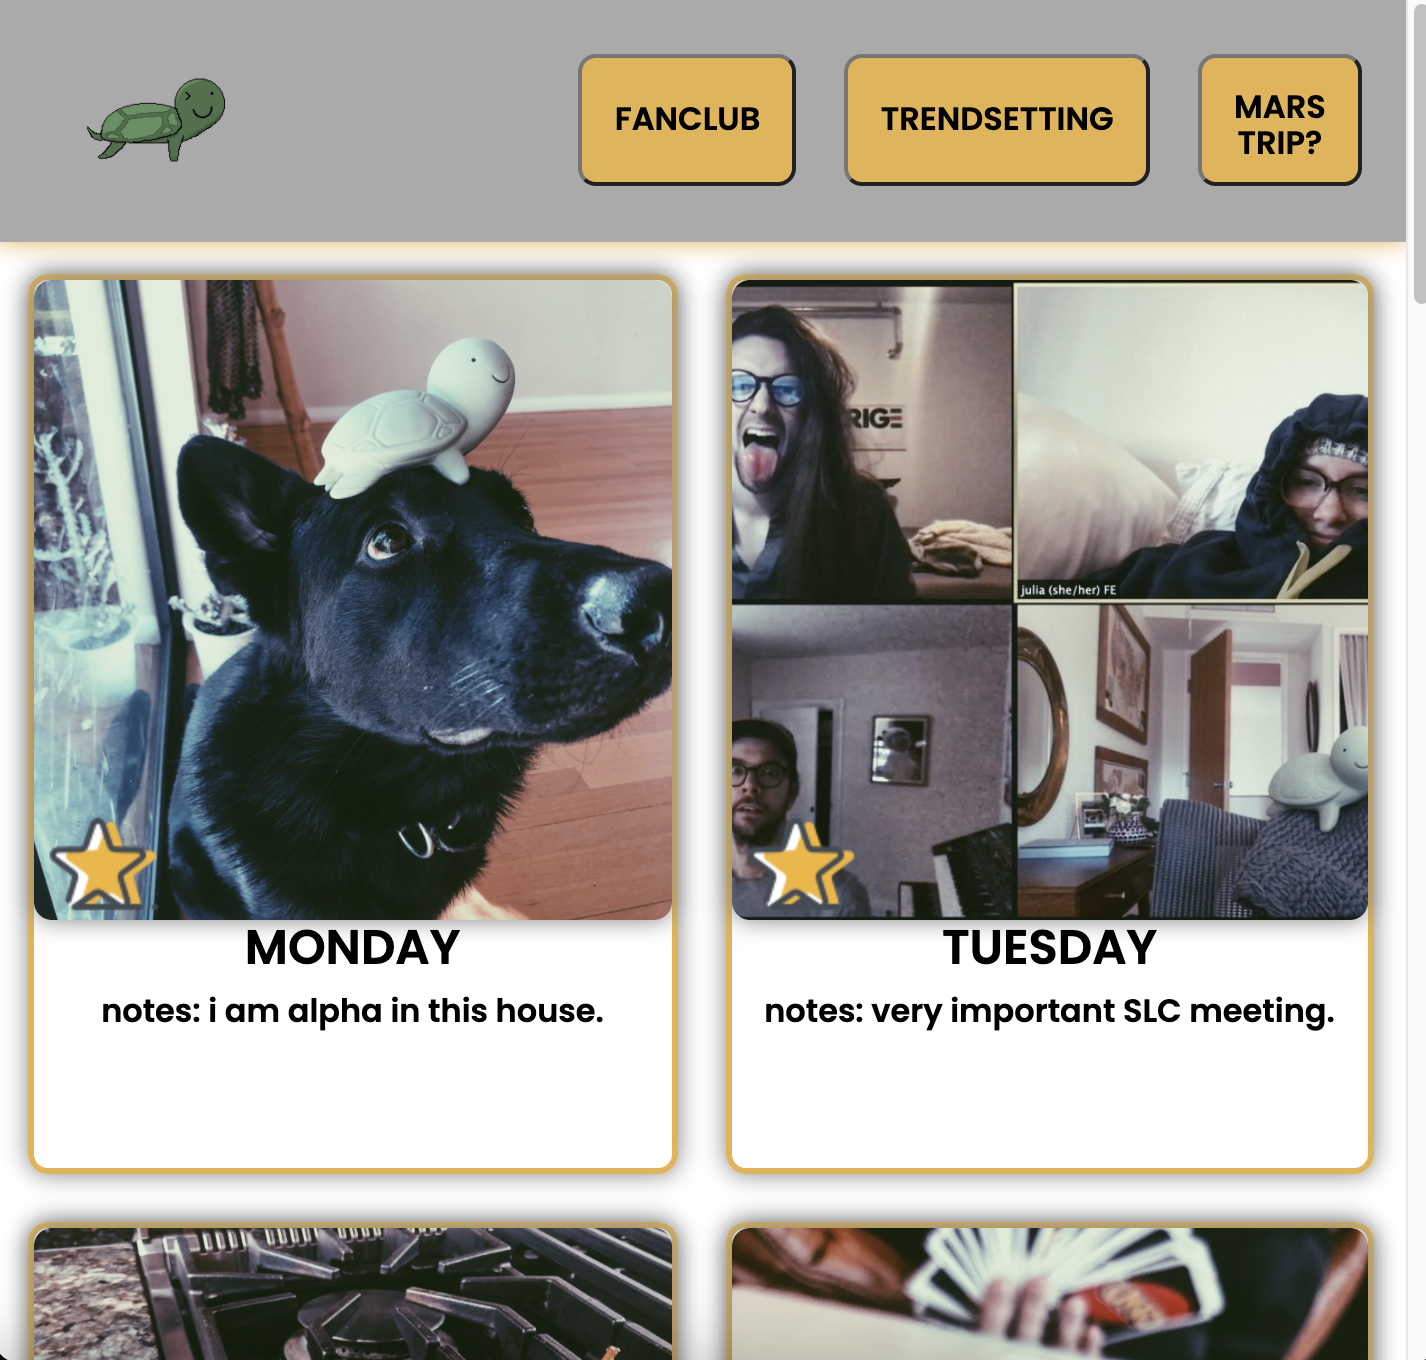 FANCLUB
TRENDSETTING
MARS
TRIP?
RIGE
julia (she/her) FE
MONDAY
notes: i am alpha in this house.
TUESDAY
notes: very important SLC meeting.